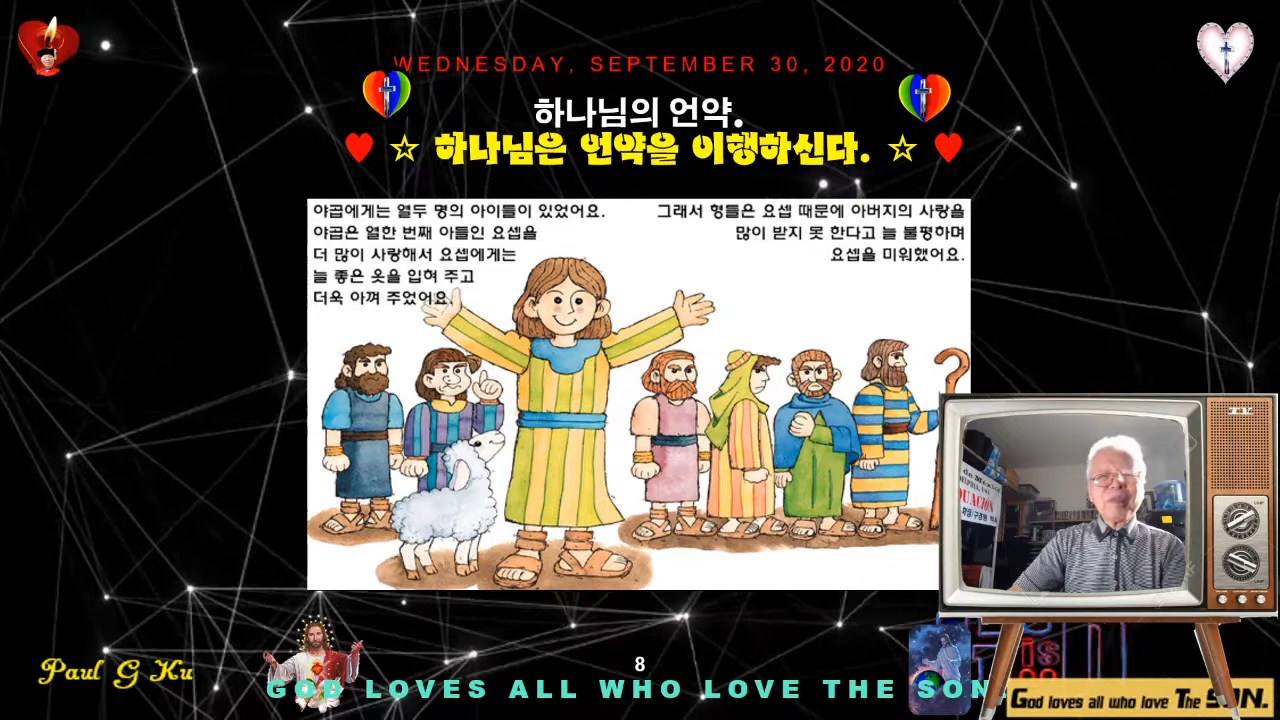 WEDNESDAY, SEPTEMBER 30, 2020
하나님의 언약.
♥ ☆ 하나님은 언약을 이행하신다. ☆ ♥
야곱에게는 열두 명의 아이들이 있었어요.
야곱은 열한 번째 아들인 요셉을
더 많이 사랑해서 요셉에게는
늘 좋은 옷을 입혀 주고
더욱 아껴 주었어요.
그래서 형들은 요셉 때문에 아버지의 사랑을
많이 받지 못 한다고 늘 불평하며
요셉을 미워했어요.
UACIÓN
is
Paul G Ku
8
GOD LOVES ALL WHO LOVE THE SON
God loves all who love The SON.